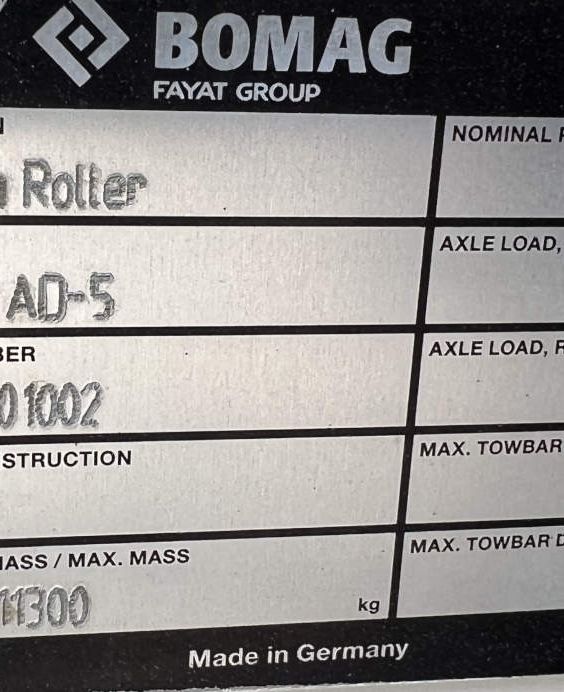 BOMAG
FAYAT GROUP
NOMINAL
Roller
AXLE LOAD,
AD-5
BER
AXLE LOAD, R
01002
STRUCTION
MAX. TOWBAR
MASS / MAX. MASS
MAX. TOWBAR D
11300 kg
Made in Germany